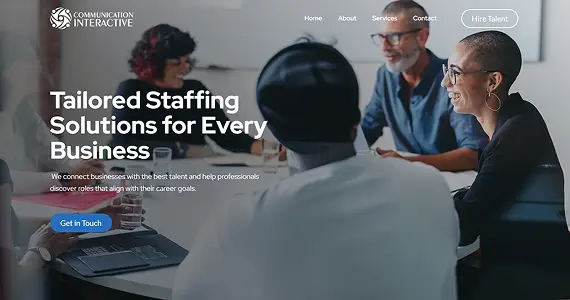 COMMUNICATION
INTERACTIVE
Home About Services Contact Hire Talent
Tailored Staffing
Solutions for Every
Business
We connect businesses with the best talent and help professionals
discover roles that align with their career goals.
Get in Touch